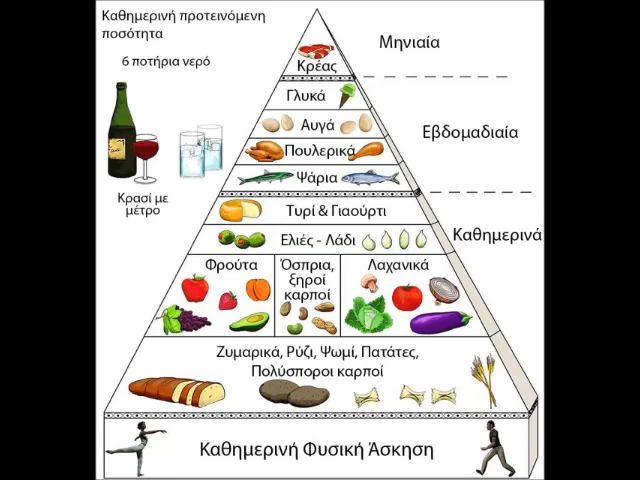 Καθημερινή προτεινόμενη
ποσότητα
6 ποτήρια νερό
Κρασί με
μέτρο
Μηνιαία
Κρέας
Γλυκά
Αυγά
Εβδομαδιαία
Πουλερικά
Ψάρια
Τυρί & Γιαούρτι
Καθημερινά
Ελιές - Λάδι
Φρούτα
Όσπρια,
ξηροί
καρποί
Λαχανικά
Ζυμαρικά, Ρύζι, Ψωμί, Πατάτες,
Πολύσποροι καρποί
Καθημερινή Φυσική Άσκηση